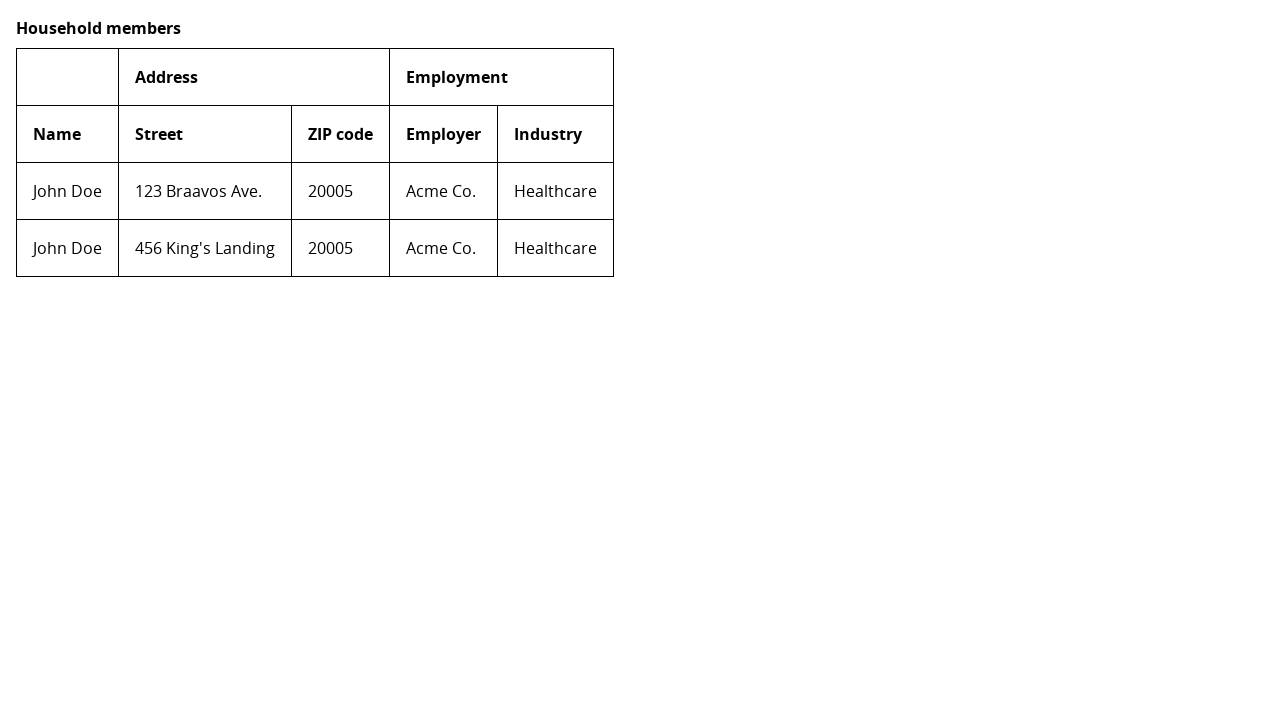 Household members
Address Employment
Name Street ZIP code Employer Industry
John Doe 123 Braavos Ave. 20005 Acme Co. Healthcare
John Doe 456 King's Landing 20005 Acme Co. Healthcare